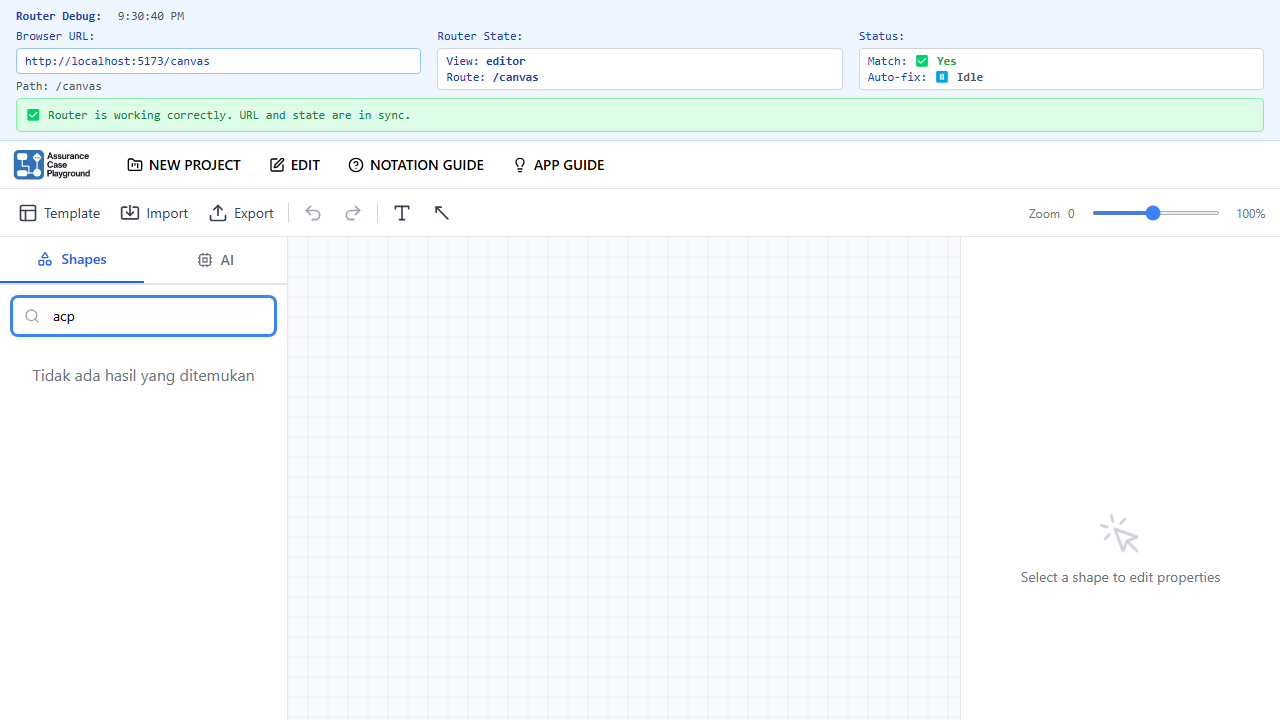 Router Debug: 9:30:40 PM
Browser URL:
http://localhost:5173/canvas
Path: /canvas
Router State:
View: editor
Route: /canvas
Status:
Match: ✅ Yes
Auto-fix: ⏸ Idle
✅ Router is working correctly. URL and state are in sync.
Assurance
Case
Playground
NEW PROJECT
EDIT
NOTATION GUIDE
APP GUIDE
Template
Import
Export
Zoom 0
100%
Shapes
AI
acp
Tidak ada hasil yang ditemukan
Select a shape to edit properties